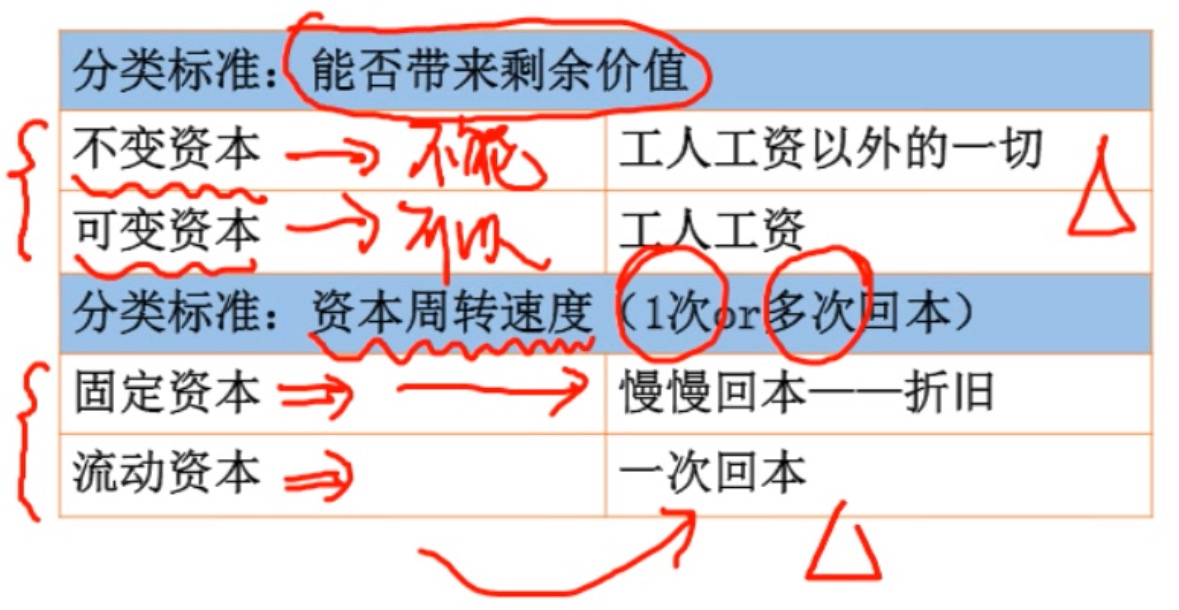 分类标准：能否带来剩余价值
不变资本 不能 工人工资以外的一切
可变资本 可以 工人工资
分类标准：资本周转速度（1次or多次回本）
固定资本 慢慢回本——折旧
流动资本 一次回本